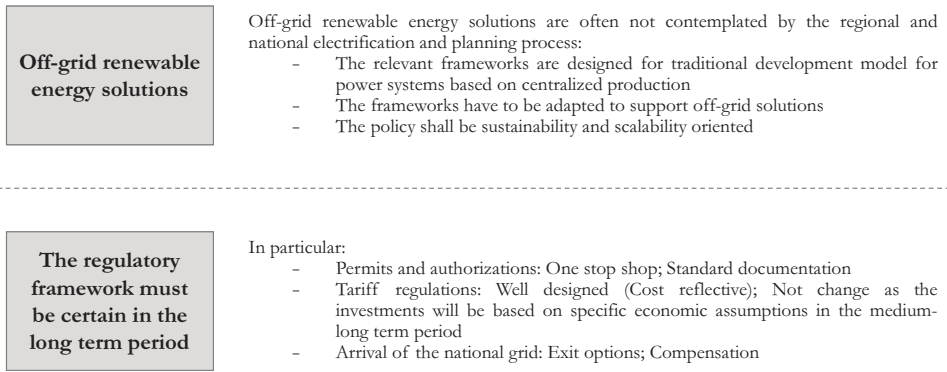 Off-grid renewable
energy solutions
Off-grid renewable energy solutions are often not contemplated by the regional and
national electrification and planning process:
- The relevant frameworks are designed for traditional development model for
power systems based on centralized production
- The frameworks have to be adapted to support off-grid solutions
- The policy shall be sustainability and scalability oriented
The regulatory
framework must
be certain in the
long term period
In particular:
- Permits and authorizations: One stop shop; Standard documentation
- Tariff regulations: Well designed (Cost reflective); Not change as the
investments will be based on specific economic assumptions in the medium-
long term period
- Arrival of the national grid: Exit options; Compensation